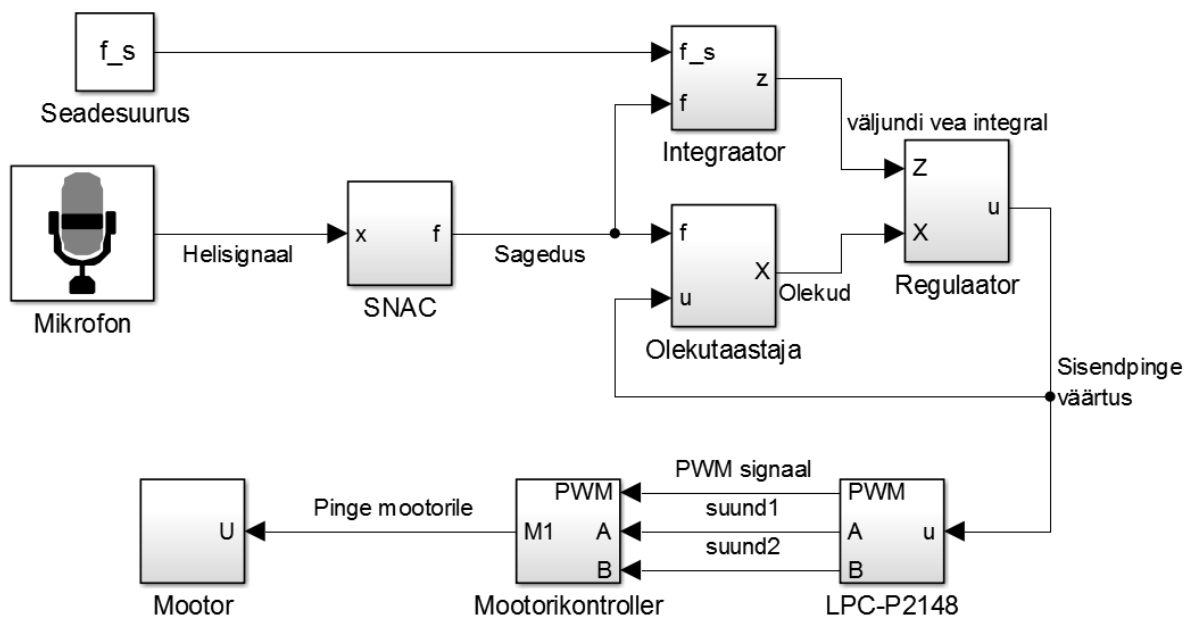 f_s
Seadesuurus
f_s
f
z
Integraator
väljundi vea integral
Z
X
u
Regulaator
Mikrofon
Helisignaal
x
f
SNAC
Sagedus
f
u
X
Olekutaastaja
Olekud
Sisendpinge
väärtus
U
Mootor
Pinge mootorile
PWM
M1
A
B
Mootorikontroller
PWM signaal
suund1
suund2
PWM
A
u
B
LPC-P2148